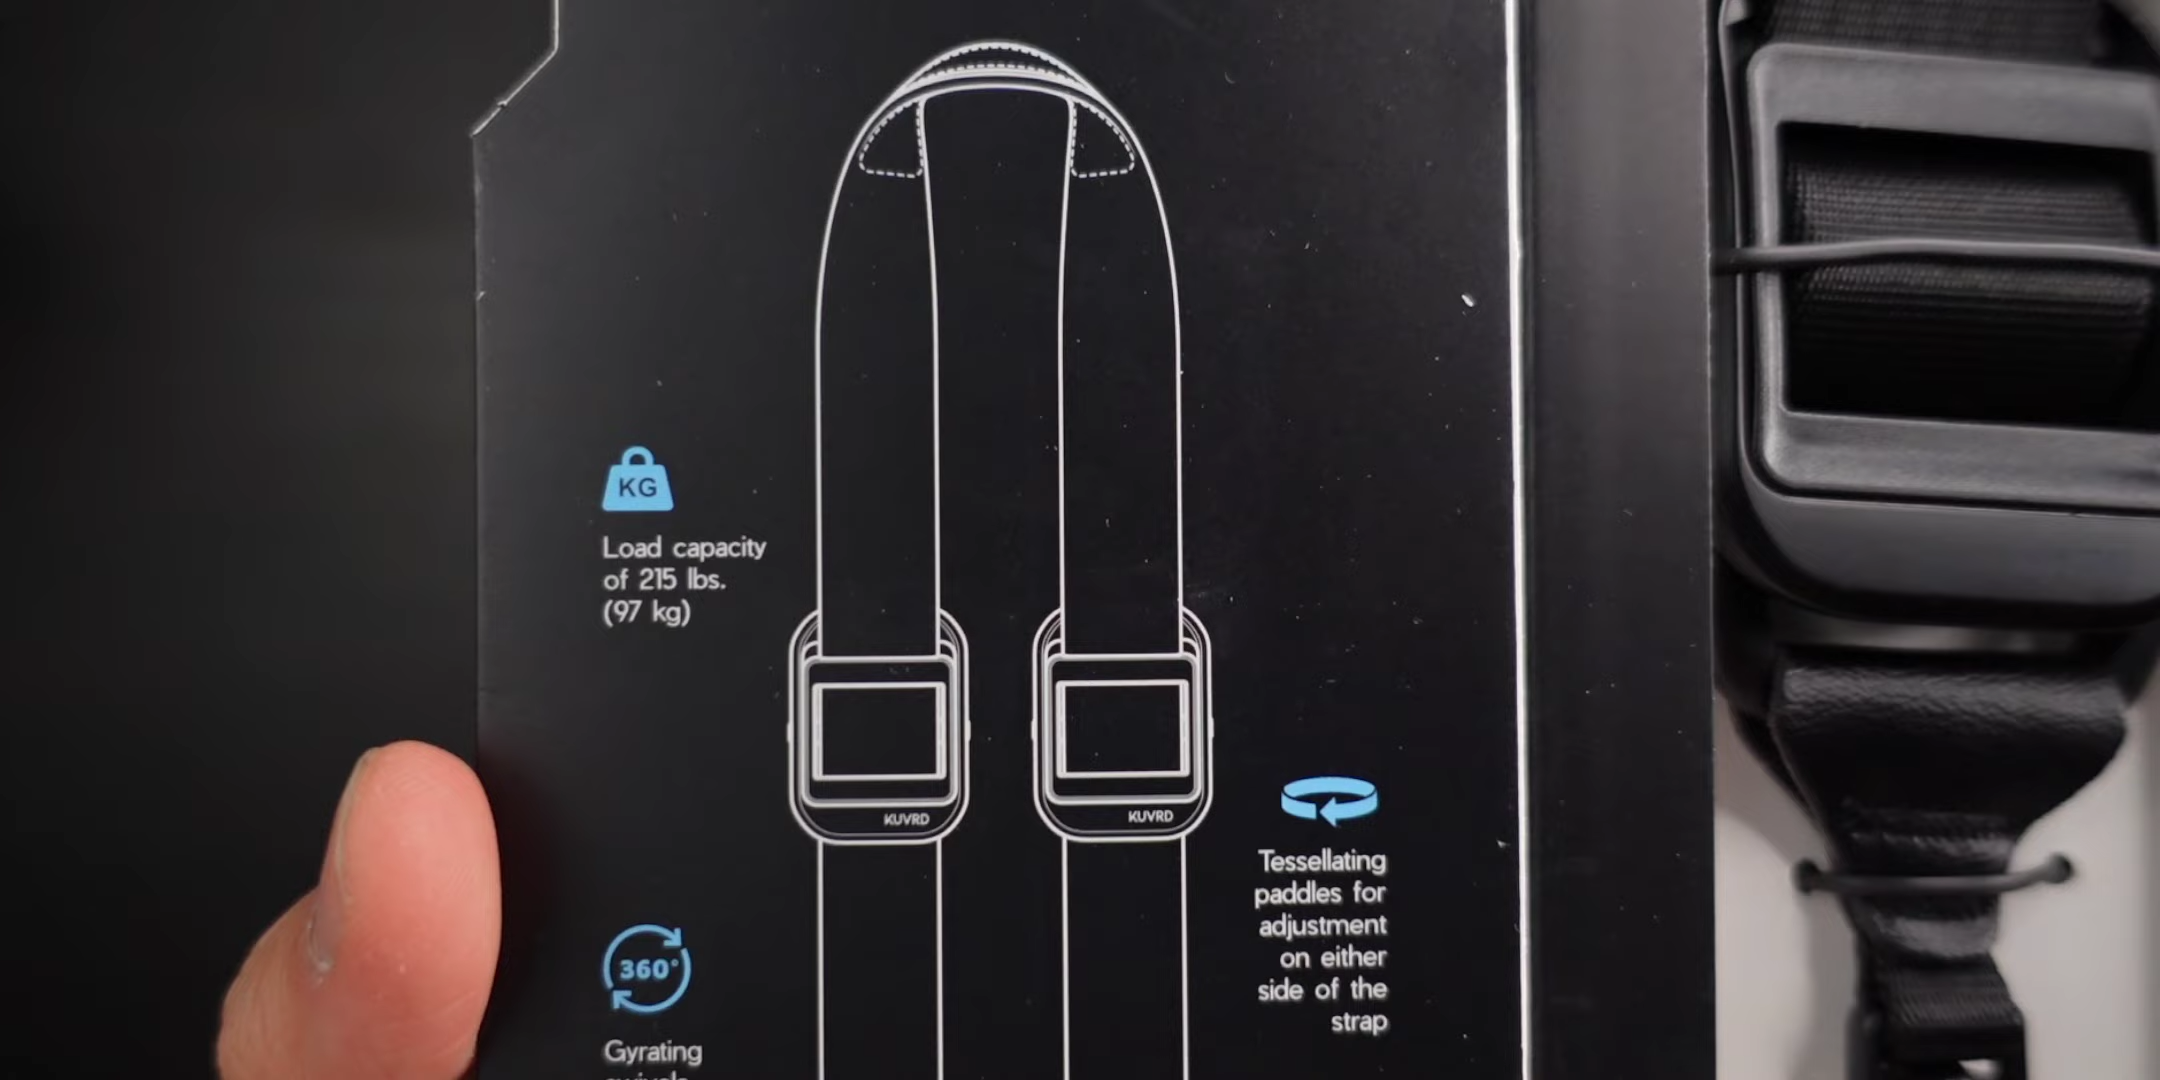 KG
Load capacity
of 215 lbs.
(97 kg)
KUVRD
KUVRD
Tessellating
paddles for
adjustment
on either
side of the
strap
360°
Gyrating